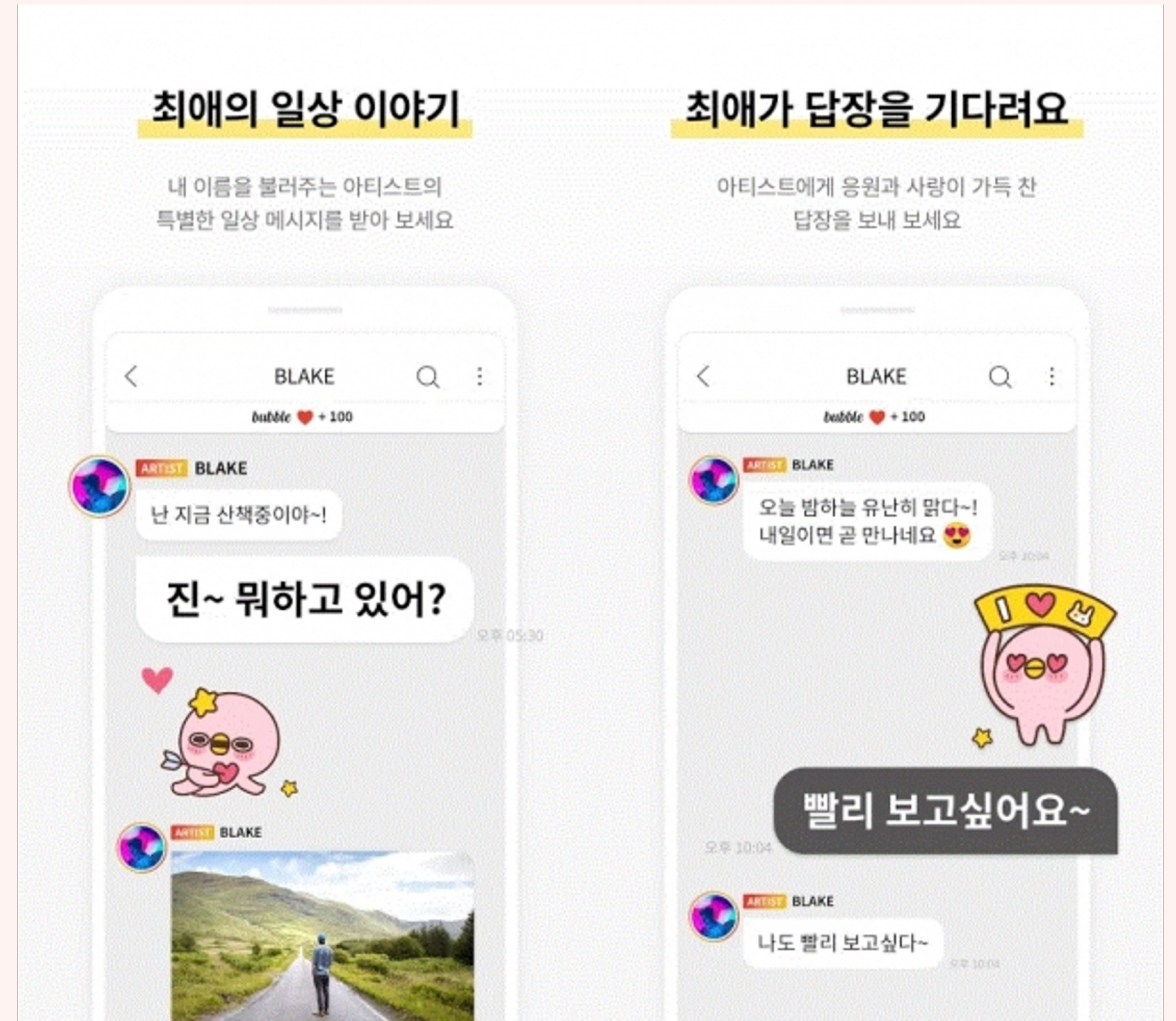 최애의 일상 이야기
내 이름을 불러주는 아티스트의
특별한 일상 메시지를 받아 보세요
BLAKE
bubble ❤️ + 100
ARTIST BLAKE
난 지금 산책중이야~!
진~ 뭐하고 있어?
오후 05:30
ARTIST BLAKE
최애가 답장을 기다려요
아티스트에게 응원과 사랑이 가득 찬
답장을 보내 보세요
BLAKE
bubble ❤️ + 100
ARTIST BLAKE
오늘 밤하늘 유난히 맑다~!
내일이면 곧 만나네요 😍
오후 10:04
I ❤️
빨리 보고싶어요~
오후 10:04
ARTIST BLAKE
나도 빨리 보고싶다~
오후 10:04